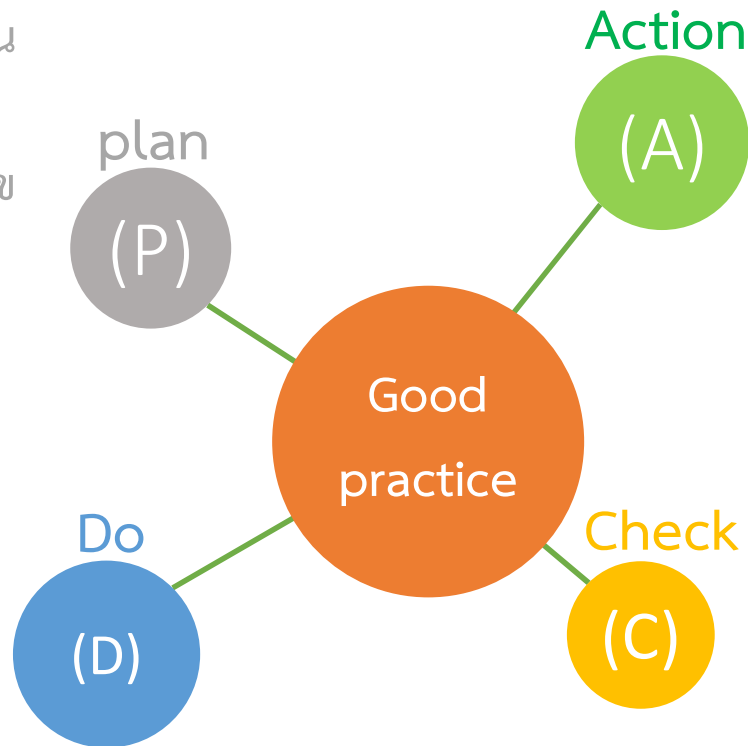 Action
(A)
plan
(P)
Good
practice
Do
(D)
Check
(C)